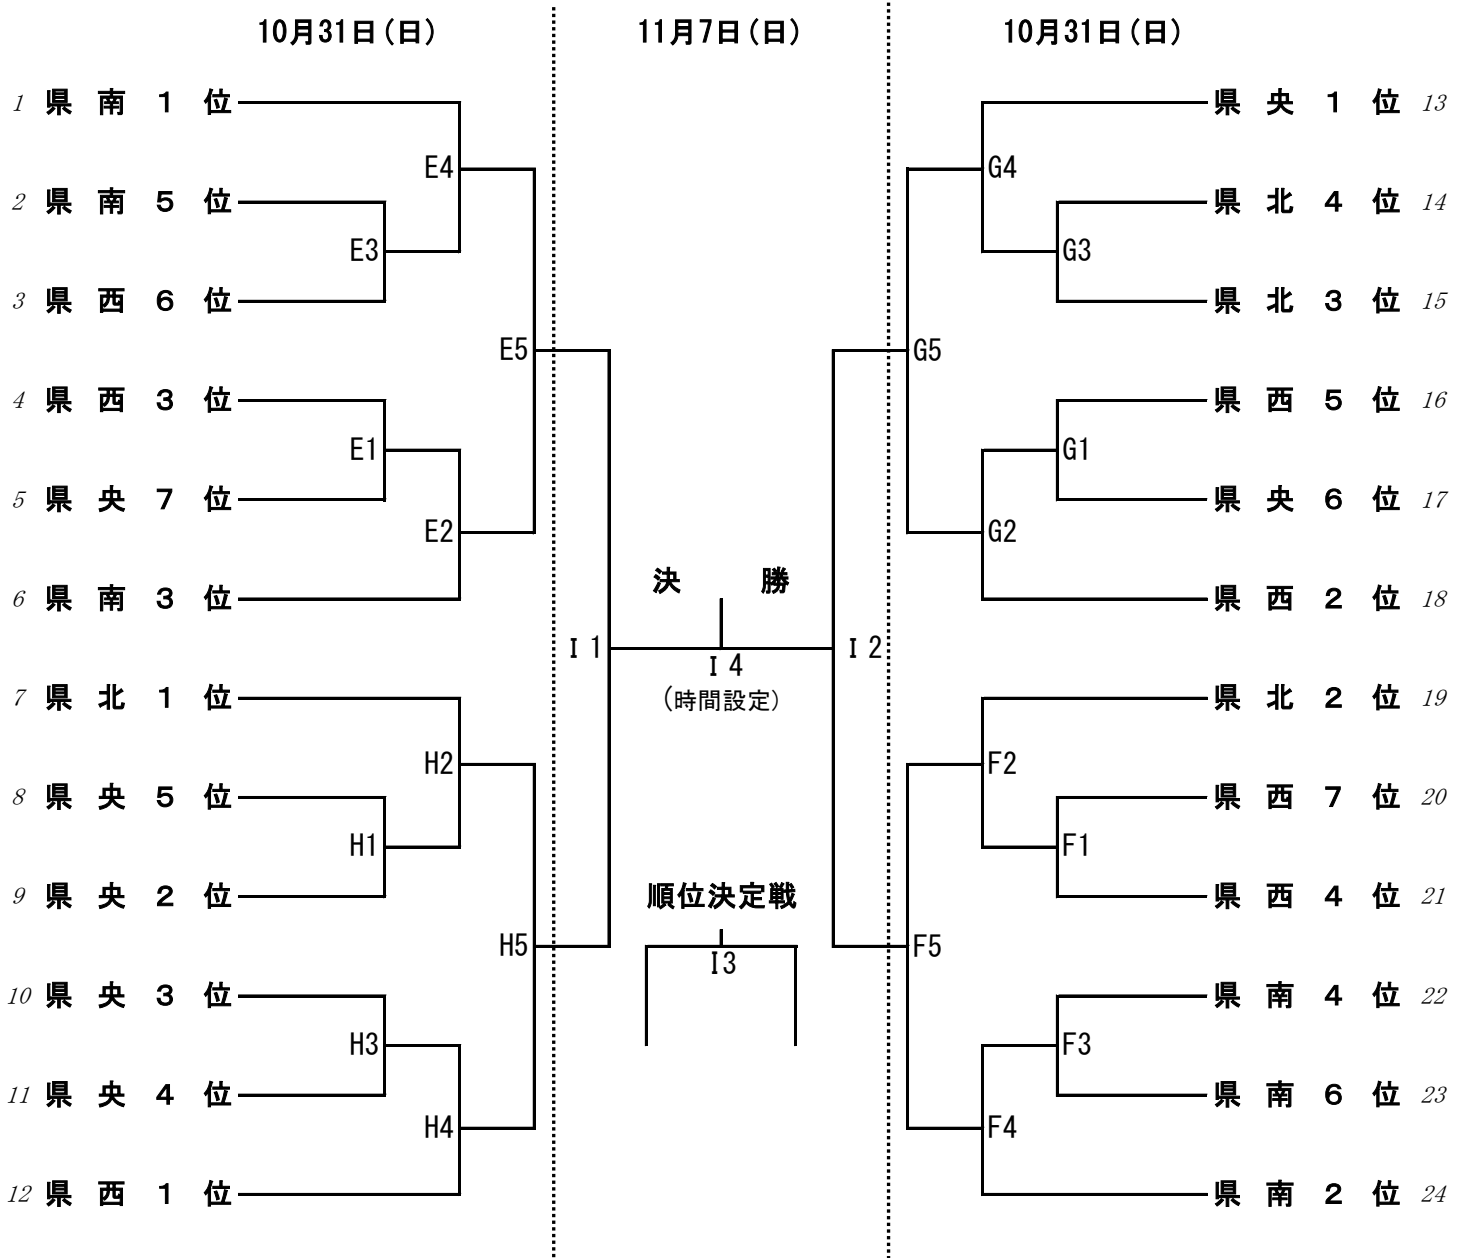 10月31日(日) 11月7日(日) 10月31日(日)
1 県南1位
E4
2 県南5位
E3
3 県西6位
E5
4 県西3位
E1
5 県央7位
E2
6 県南3位
7 県北1位
H2
8 県央5位
H1
9 県央2位
H5
10 県央3位
H3
11 県央4位
H4
12 県西1位
決勝
I1
I4
(時間設定)
I2
順位決定戦
I3
県央1位 13
G4
県北4位 14
G3
県北3位 15
G5
県西5位 16
G1
県央6位 17
G2
県西2位 18
県北2位 19
F2
県西7位 20
F1
県西4位 21
F5
県南4位 22
F3
県南6位 23
F4
県南2位 24